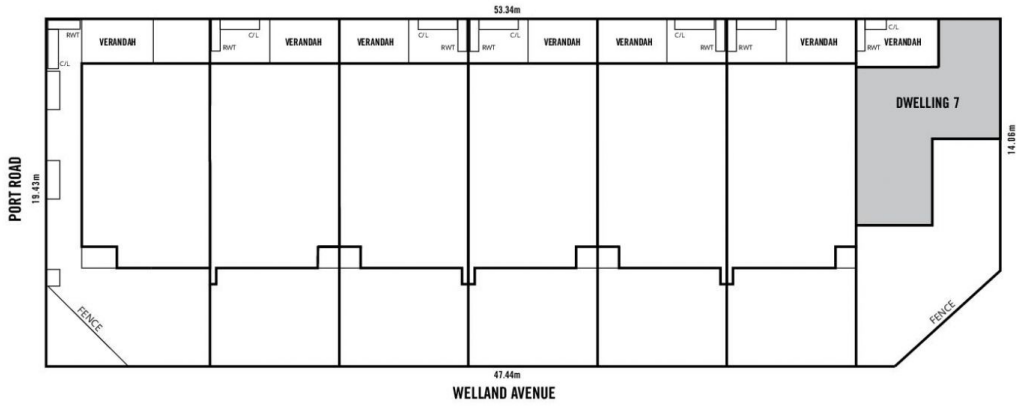 53.34m
RWT
VERANDAH
C/L
RWT
C/L
VERANDAH
VERANDAH
C/L
RWT
C/L
RWT
VERANDAH
VERANDAH
C/L
RWT
RWT
VERANDAH
C/L
RWT
VERANDAH
DWELLING 7
14.06m
PORT ROAD
19.43m
FENCE
FENCE
47.44m
WELLAND AVENUE